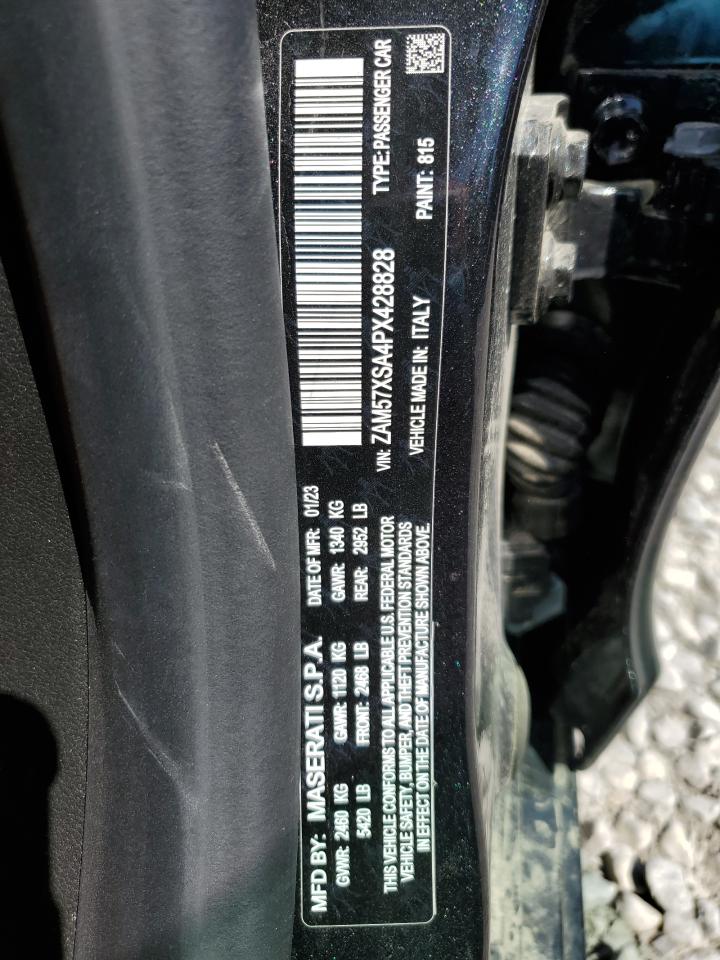 MFD BY: MASERATI S.P.A. DATE OF MFR: 01/23
GVWR: 2460 KG GAWR: 1120 KG GAWR: 1340 KG
5420 LB FRONT: 2468 LB REAR: 2952 LB
THIS VEHICLE CONFORMS TO ALL APPLICABLE U.S. FEDERAL MOTOR
VEHICLE SAFETY, BUMPER, AND THEFT PREVENTION STANDARDS
IN EFFECT ON THE DATE OF MANUFACTURE SHOWN ABOVE.
VIN: ZAM57XSA4PX428828 TYPE: PASSENGER CAR
VEHICLE MADE IN: ITALY PAINT: 815